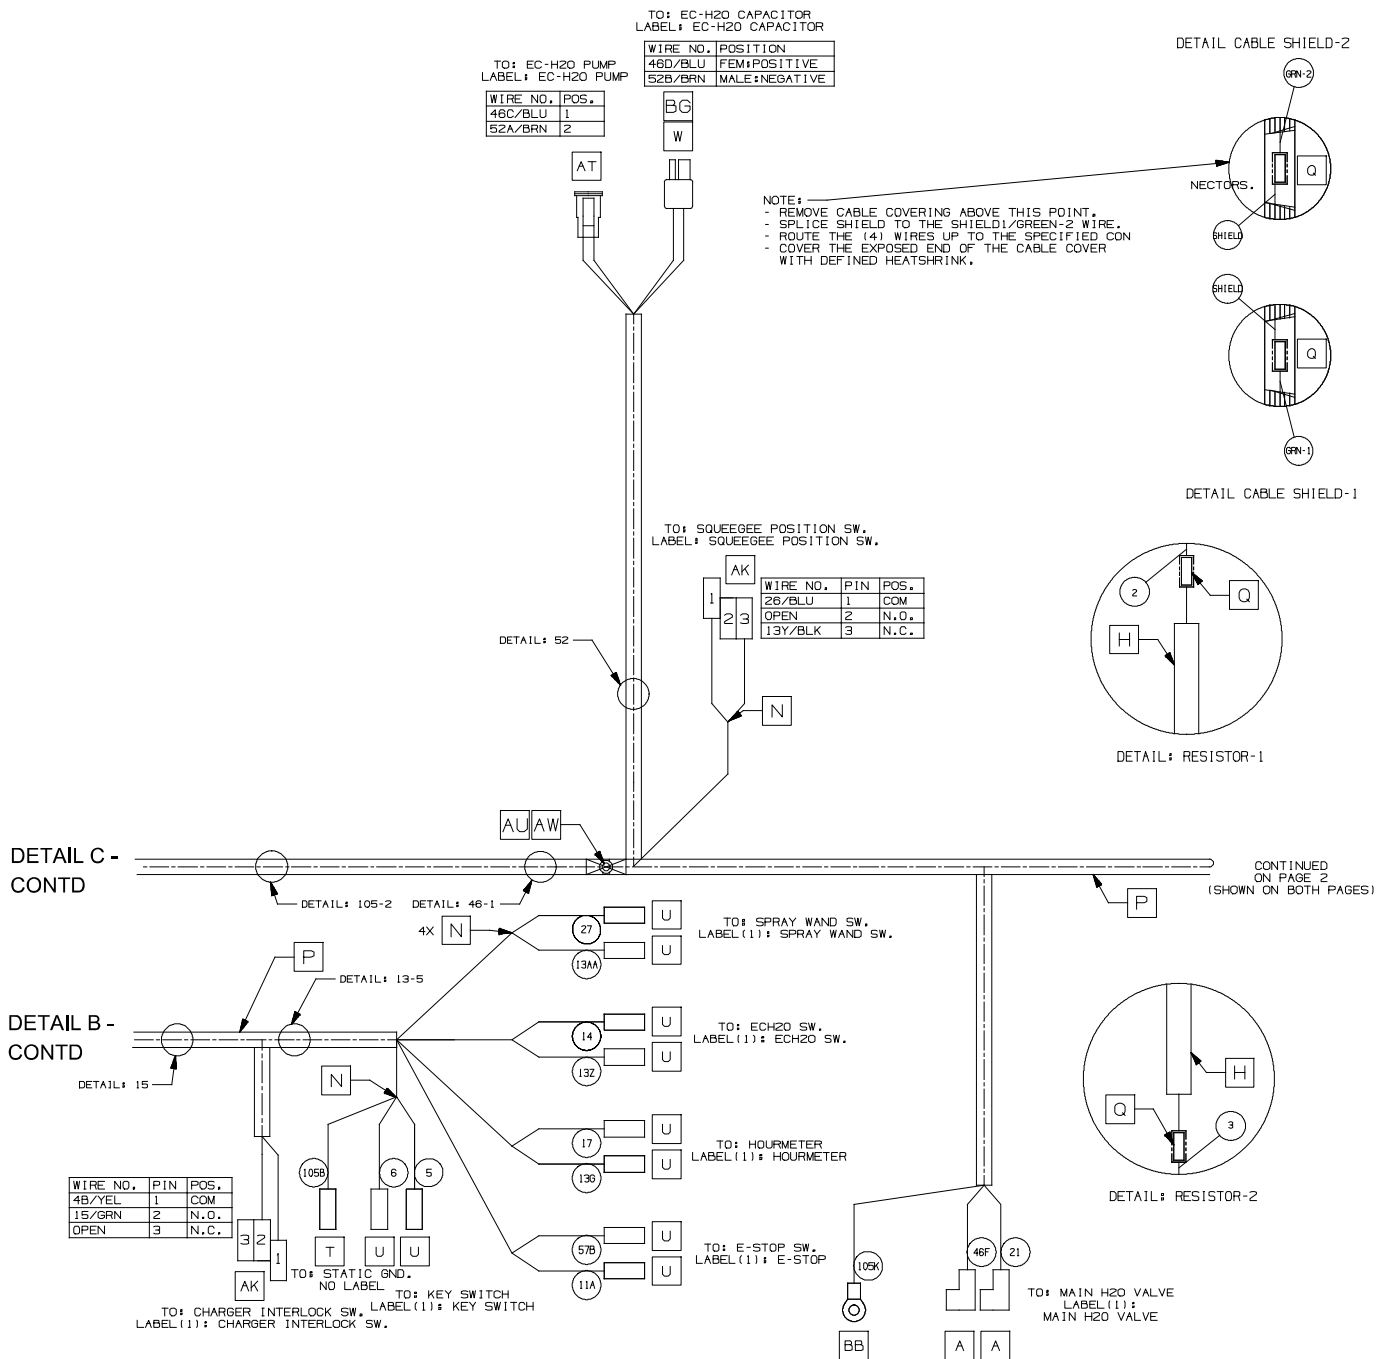 TO: EC-H2O CAPACITOR
LABEL: EC-H2O CAPACITOR
WIRE NO. POSITION
46D/BLU FEM:POSITIVE
52B/BRN MALE:NEGATIVE
BG
W
TO: EC-H2O PUMP
LABEL: EC-H2O PUMP
WIRE NO. POS.
46C/BLU 1
52A/BRN 2
AT
DETAIL CABLE SHIELD-2
GRN-2
Q
NECTORS.
SHIELD
NOTE:
- REMOVE CABLE COVERING ABOVE THIS POINT.
- SPLICE SHIELD TO THE SHIELD1/GREEN-2 WIRE.
- ROUTE THE (4) WIRES UP TO THE SPECIFIED CON
- COVER THE EXPOSED END OF THE CABLE COVER
WITH DEFINED HEATSHRINK.
SHIELD
Q
GRN-1
DETAIL CABLE SHIELD-1
TO: SQUEEGEE POSITION SW.
LABEL: SQUEEGEE POSITION SW.
AK
1
2 3
WIRE NO. PIN POS.
26/BLU 1 COM
OPEN 2 N.O.
13Y/BLK 3 N.C.
N
DETAIL: 52
2
Q
H
DETAIL: RESISTOR-1
AU AW
DETAIL C -
CONTD
DETAIL: 105-2
DETAIL: 46-1
CONTINUED
ON PAGE 2
(SHOWN ON BOTH PAGES)
P
4X N
27
U
13AA
U
TO: SPRAY WAND SW.
LABEL(1): SPRAY WAND SW.
P
DETAIL: 13-5
DETAIL B -
CONTD
DETAIL: 15
14
U
13Z
U
TO: ECH2O SW.
LABEL(1): ECH2O SW.
N
17
U
13G
U
TO: HOURMETER
LABEL(1): HOURMETER
57B
U
11A
U
TO: E-STOP SW.
LABEL(1): E-STOP
H
Q
3
DETAIL: RESISTOR-2
WIRE NO. PIN POS.
4B/YEL 1 COM
15/GRN 2 N.O.
OPEN 3 N.C.
3 2
1
AK
TO: CHARGER INTERLOCK SW.
LABEL(1): CHARGER INTERLOCK SW.
105B
6
5
T
U
U
TO: STATIC GND.
NO LABEL
TO: KEY SWITCH
LABEL(1): KEY SWITCH
105K
BB
46F
21
A
A
TO: MAIN H2O VALVE
LABEL(1):
MAIN H2O VALVE